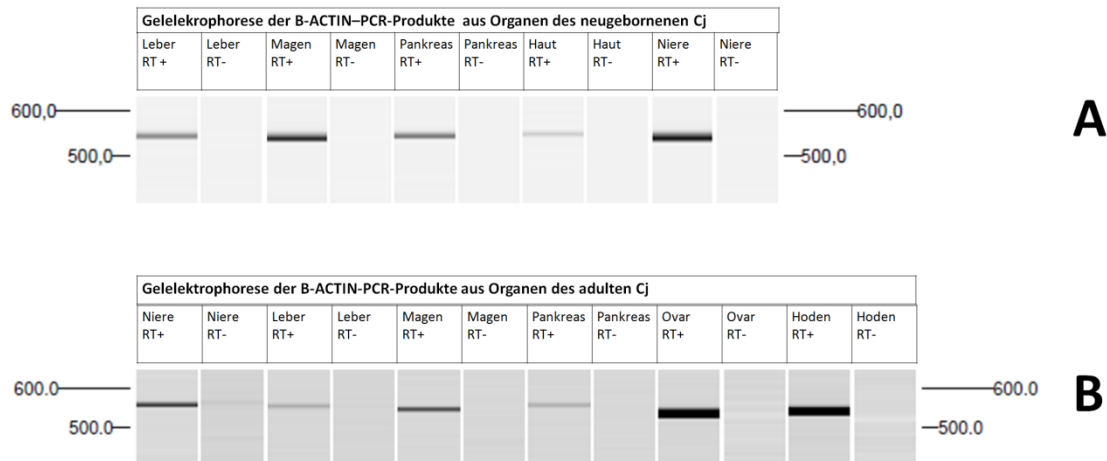 Gelelekrophorese der B-ACTIN–PCR-Produkte aus Organen des neugebornenen Cj
Leber RT + Leber RT- Magen RT+ Magen RT- Pankreas RT+ Pankreas RT- Haut RT+ Haut RT- Niere RT+ Niere RT-
600,0 600,0
A
500,0 500,0
Gelelektrophorese der B-ACTIN-PCR-Produkte aus Organen des adulten Cj
Niere RT+ Niere RT- Leber RT+ Leber RT- Magen RT+ Magen RT- Pankreas RT+ Pankreas RT- Ovar RT+ Ovar RT- Hoden RT+ Hoden RT-
600.0 600.0
B
500.0 500.0